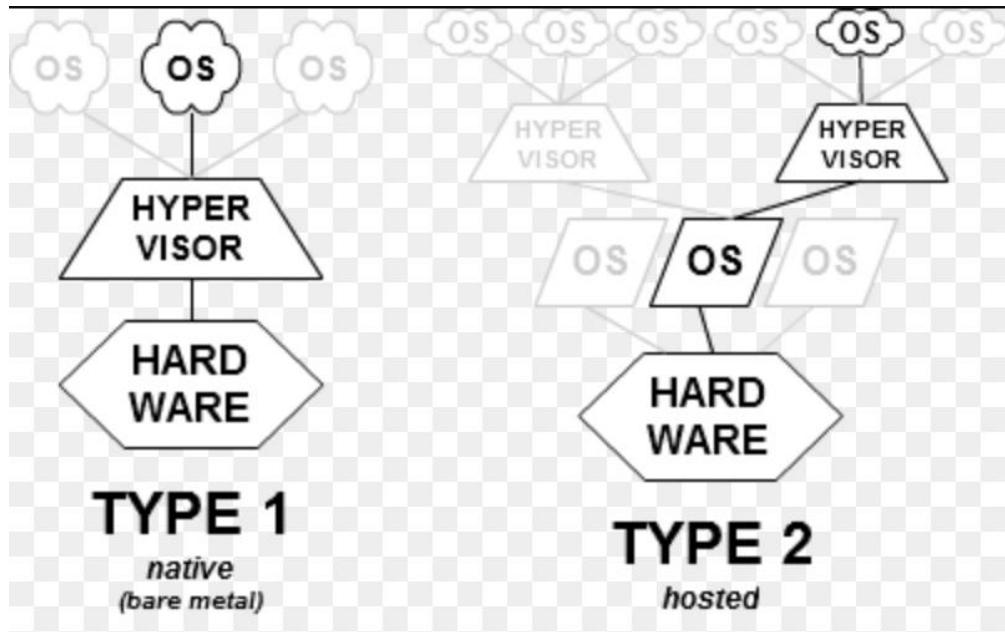 OS
OS
OS
HYPER
VISOR
HARD
WARE
TYPE 1
native
(bare metal)
OS
OS
OS
OS
OS
OS
HYPER
VISOR
HYPER
VISOR
OS
OS
OS
HARD
WARE
TYPE 2
hosted